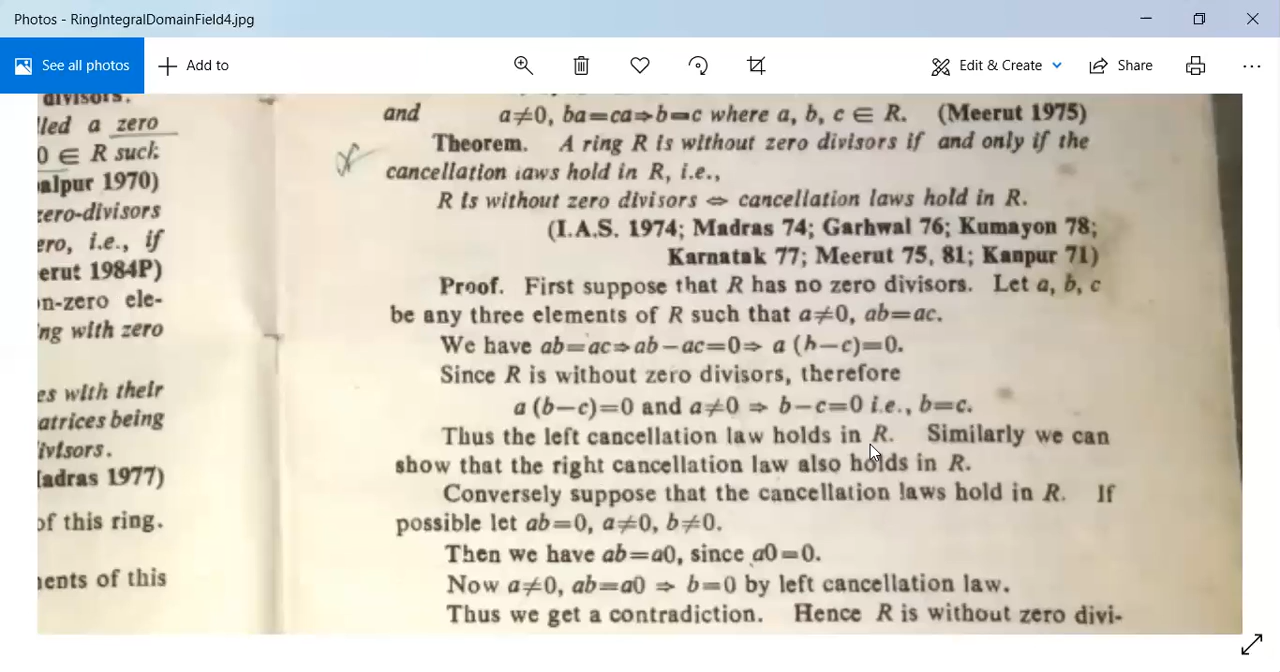 Photos - RingIntegralDomainField4.jpg
See all photos
Add to
Edit & Create
Share
divisors.
lled a zero
0 ∈ R such
alpur 1970)
zero-divisors
ero, i.e., if
erut 1984P)
n-zero ele-
ng with zero
es with their
atrices being
ivisors.
Madras 1977)
of this ring.
nents of this
and a≠0, ba=ca⇒b=c where a, b, c ∈ R. (Meerut 1975)
Theorem. A ring R is without zero divisors if and only if the
cancellation laws hold in R, i.e.,
R is without zero divisors ⇔ cancellation laws hold in R.
(I.A.S. 1974; Madras 74; Garhwal 76; Kumayon 78;
Karnatak 77; Meerut 75, 81; Kanpur 71)
Proof. First suppose that R has no zero divisors. Let a, b, c
be any three elements of R such that a≠0, ab=ac.
We have ab=ac⇒ab−ac=0⇒ a (b−c)=0.
Since R is without zero divisors, therefore
a (b−c)=0 and a≠0 ⇒ b−c=0 i.e., b=c.
Thus the left cancellation law holds in R. Similarly we can
show that the right cancellation law also holds in R.
Conversely suppose that the cancellation laws hold in R. If
possible let ab=0, a≠0, b≠0.
Then we have ab=a0, since a0=0.
Now a≠0, ab=a0 ⇒ b=0 by left cancellation law.
Thus we get a contradiction. Hence R is without zero divi-